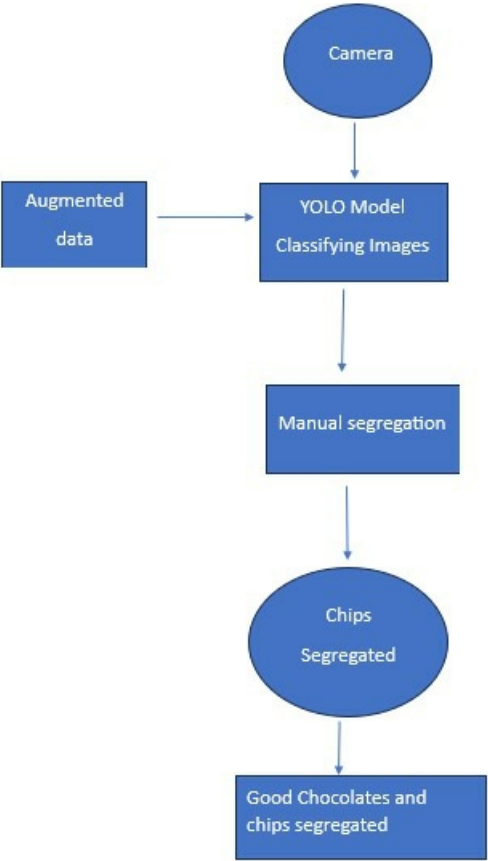 Camera
Augmented
data
YOLO Model
Classifying Images
Manual segregation
Chips
Segregated
Good Chocolates and
chips segregated